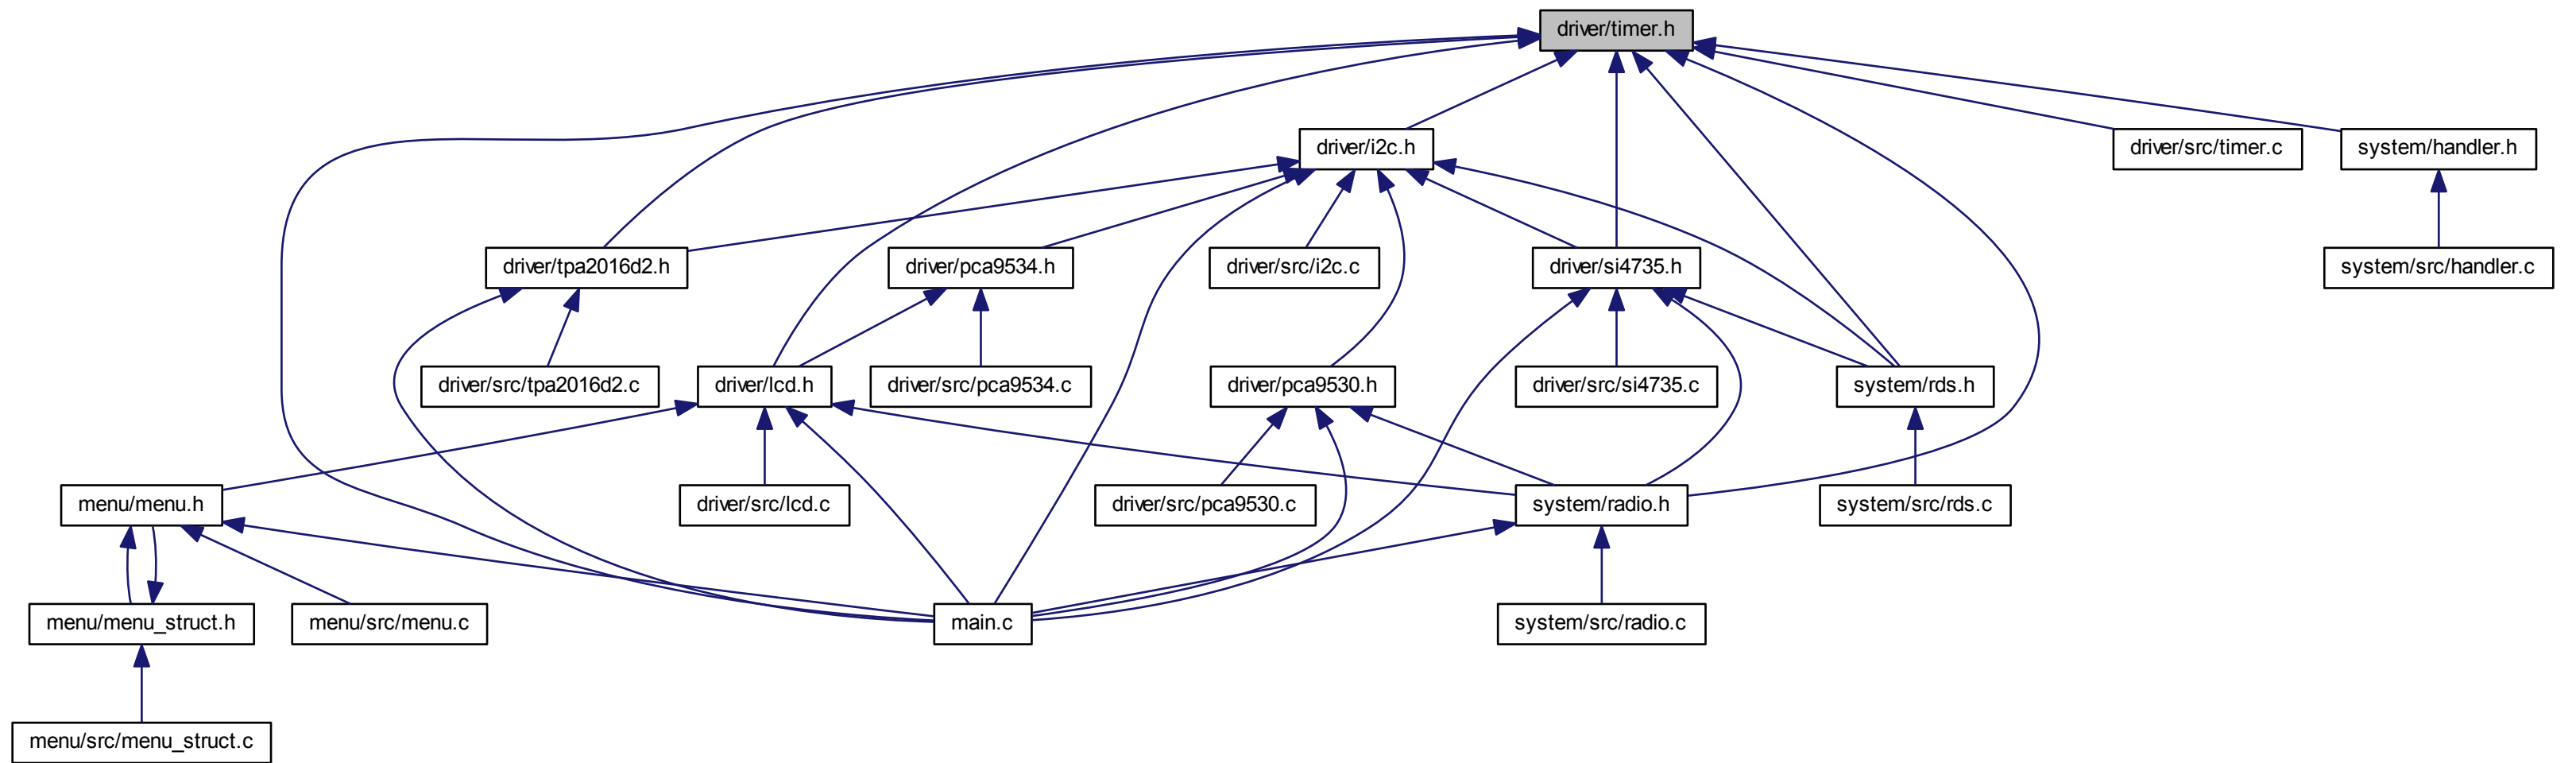 driver/timer.h
driver/i2c.h
driver/src/timer.c
system/handler.h
driver/tpa2016d2.h
driver/pca9534.h
driver/src/i2c.c
driver/si4735.h
system/src/handler.c
driver/src/tpa2016d2.c
driver/lcd.h
driver/src/pca9534.c
driver/pca9530.h
driver/src/si4735.c
system/rds.h
menu/menu.h
driver/src/lcd.c
driver/src/pca9530.c
system/radio.h
system/src/rds.c
menu/menu_struct.h
menu/src/menu.c
main.c
system/src/radio.c
menu/src/menu_struct.c